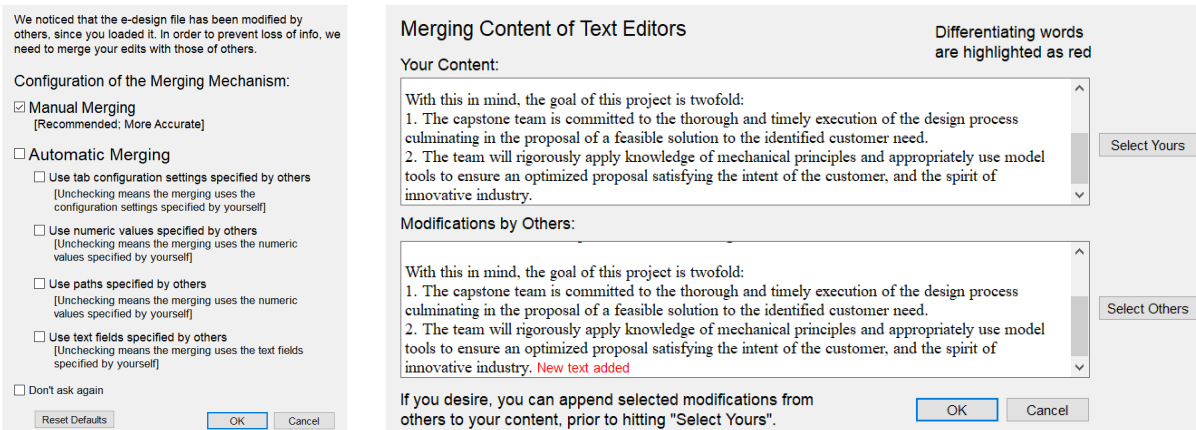 We noticed that the e-design file has been modified by
others, since you loaded it. In order to prevent loss of info, we
need to merge your edits with those of others.
Configuration of the Merging Mechanism:
Manual Merging
[Recommended; More Accurate]
Automatic Merging
Use tab configuration settings specified by others
[Unchecking means the merging uses the
configuration settings specified by yourself]
Use numeric values specified by others
[Unchecking means the merging uses the numeric
values specified by yourself]
Use paths specified by others
[Unchecking means the merging uses the numeric
values specified by yourself]
Use text fields specified by others
[Unchecking means the merging uses the text fields
specified by yourself]
Don't ask again
Reset Defaults
OK
Cancel
Merging Content of Text Editors
Differentiating words
are highlighted as red
Your Content:
With this in mind, the goal of this project is twofold:
1. The capstone team is committed to the thorough and timely execution of the design process
culminating in the proposal of a feasible solution to the identified customer need.
2. The team will rigorously apply knowledge of mechanical principles and appropriately use model
tools to ensure an optimized proposal satisfying the intent of the customer, and the spirit of
innovative industry.
Select Yours
Modifications by Others:
With this in mind, the goal of this project is twofold:
1. The capstone team is committed to the thorough and timely execution of the design process
culminating in the proposal of a feasible solution to the identified customer need.
2. The team will rigorously apply knowledge of mechanical principles and appropriately use model
tools to ensure an optimized proposal satisfying the intent of the customer, and the spirit of
innovative industry. New text added
Select Others
If you desire, you can append selected modifications from
others to your content, prior to hitting "Select Yours".
OK
Cancel